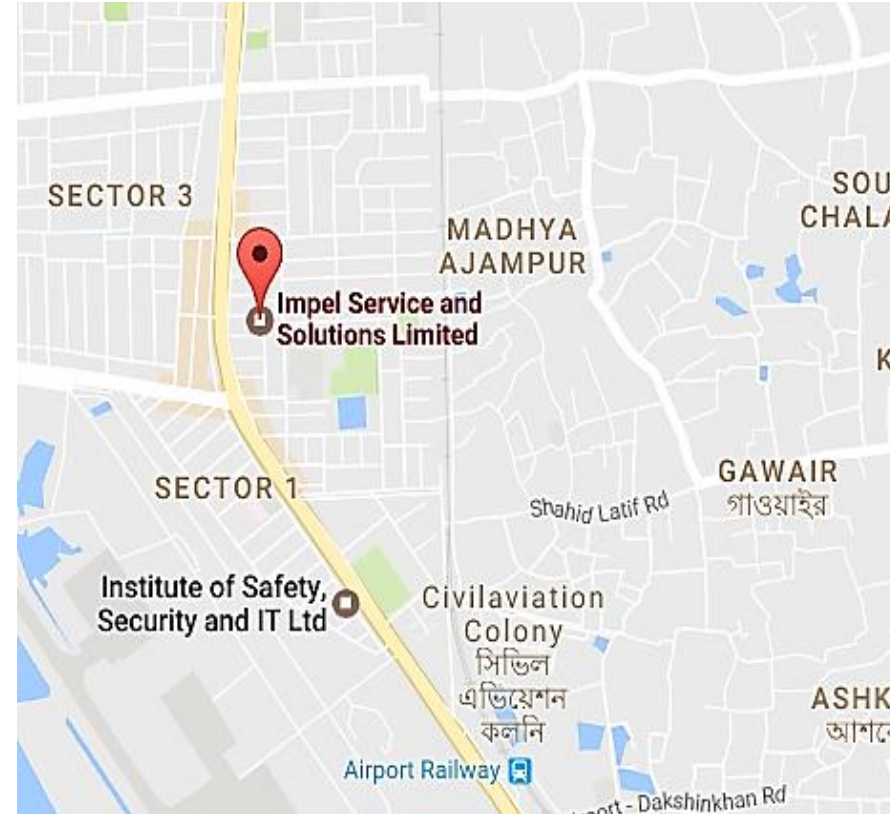 SECTOR 3
MADHYA
AJAMPUR
SOU
CHALA
Impel Service and
Solutions Limited
K
SECTOR 1
GAWAIR
গাওয়াইর
Shahid Latif Rd
Institute of Safety,
Security and IT Ltd
Civilaviation
Colony
সিভিল
এভিয়েশন
কলনি
ASHK
আশকো
Airport Railway
port - Dakshinkhan Rd